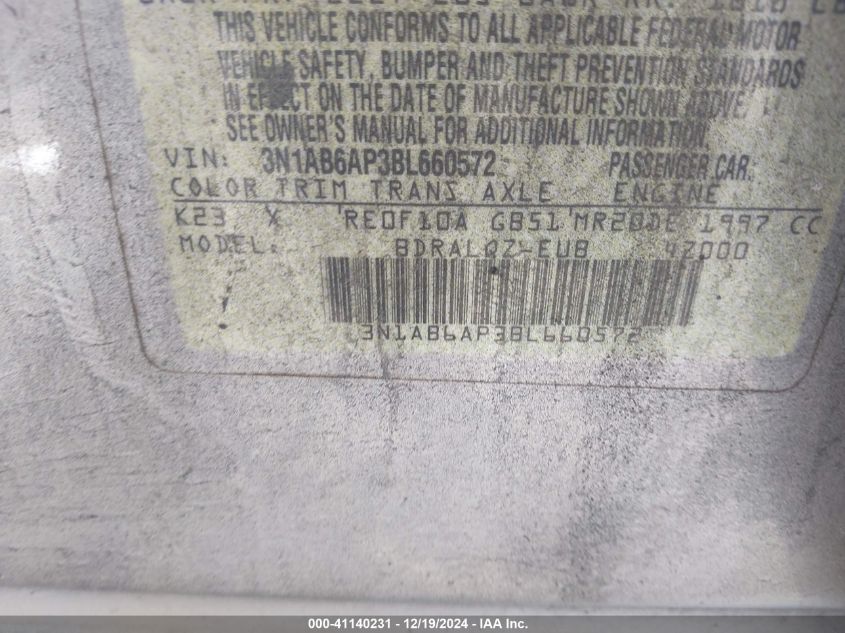 THIS VEHICLE CONFORMS TO ALL APPLICABLE FEDERAL MOTOR
VEHICLE SAFETY, BUMPER AND THEFT PREVENTION STANDARDS
IN EFFECT ON THE DATE OF MANUFACTURE SHOWN ABOVE.
SEE OWNER'S MANUAL FOR ADDITIONAL INFORMATION
VIN: 3N1AB6AP3BL660572 PASSENGER CAR
COLOR TRIM TRANS AXLE ENGINE
K23 X RE0F10A GB51 MR20DE 1997 CC
MODEL: BDRALQZ-EUB 42000
3N1AB6AP3BL660572
000-41140231 - 12/19/2024 - IAA Inc.